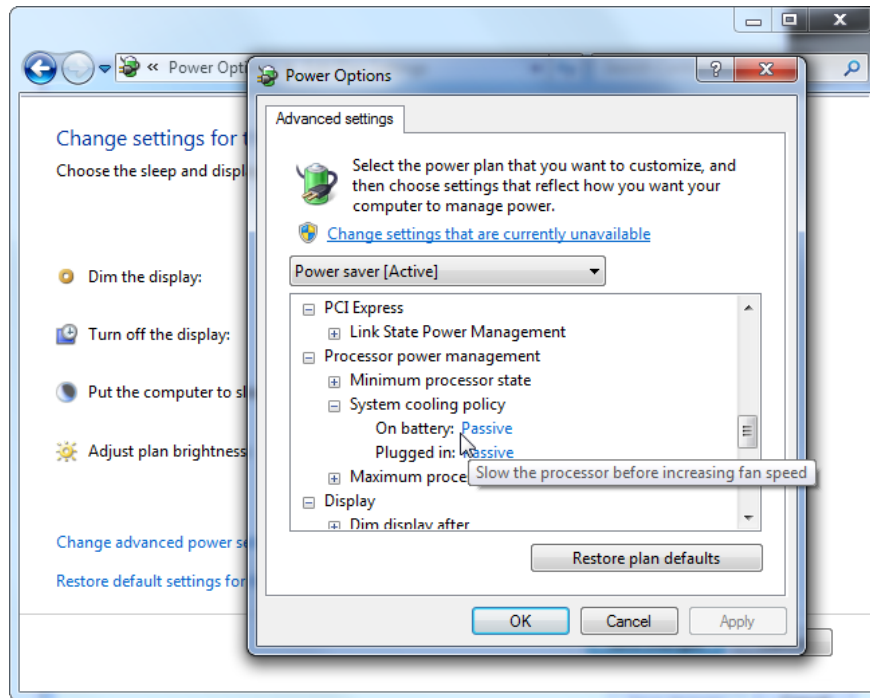 « Power Opti
Power Options
Advanced settings
Select the power plan that you want to customize, and
then choose settings that reflect how you want your
computer to manage power.
Change settings that are currently unavailable
Power saver [Active]
PCI Express
Link State Power Management
Processor power management
Minimum processor state
System cooling policy
On battery: Passive
Plugged in: Passive
Slow the processor before increasing fan speed
Maximum proce
Display
Dim display after
Restore plan defaults
OK
Cancel
Apply
Change settings for t
Choose the sleep and displ
Dim the display:
Turn off the display:
Put the computer to sl
Adjust plan brightness
Change advanced power se
Restore default settings for